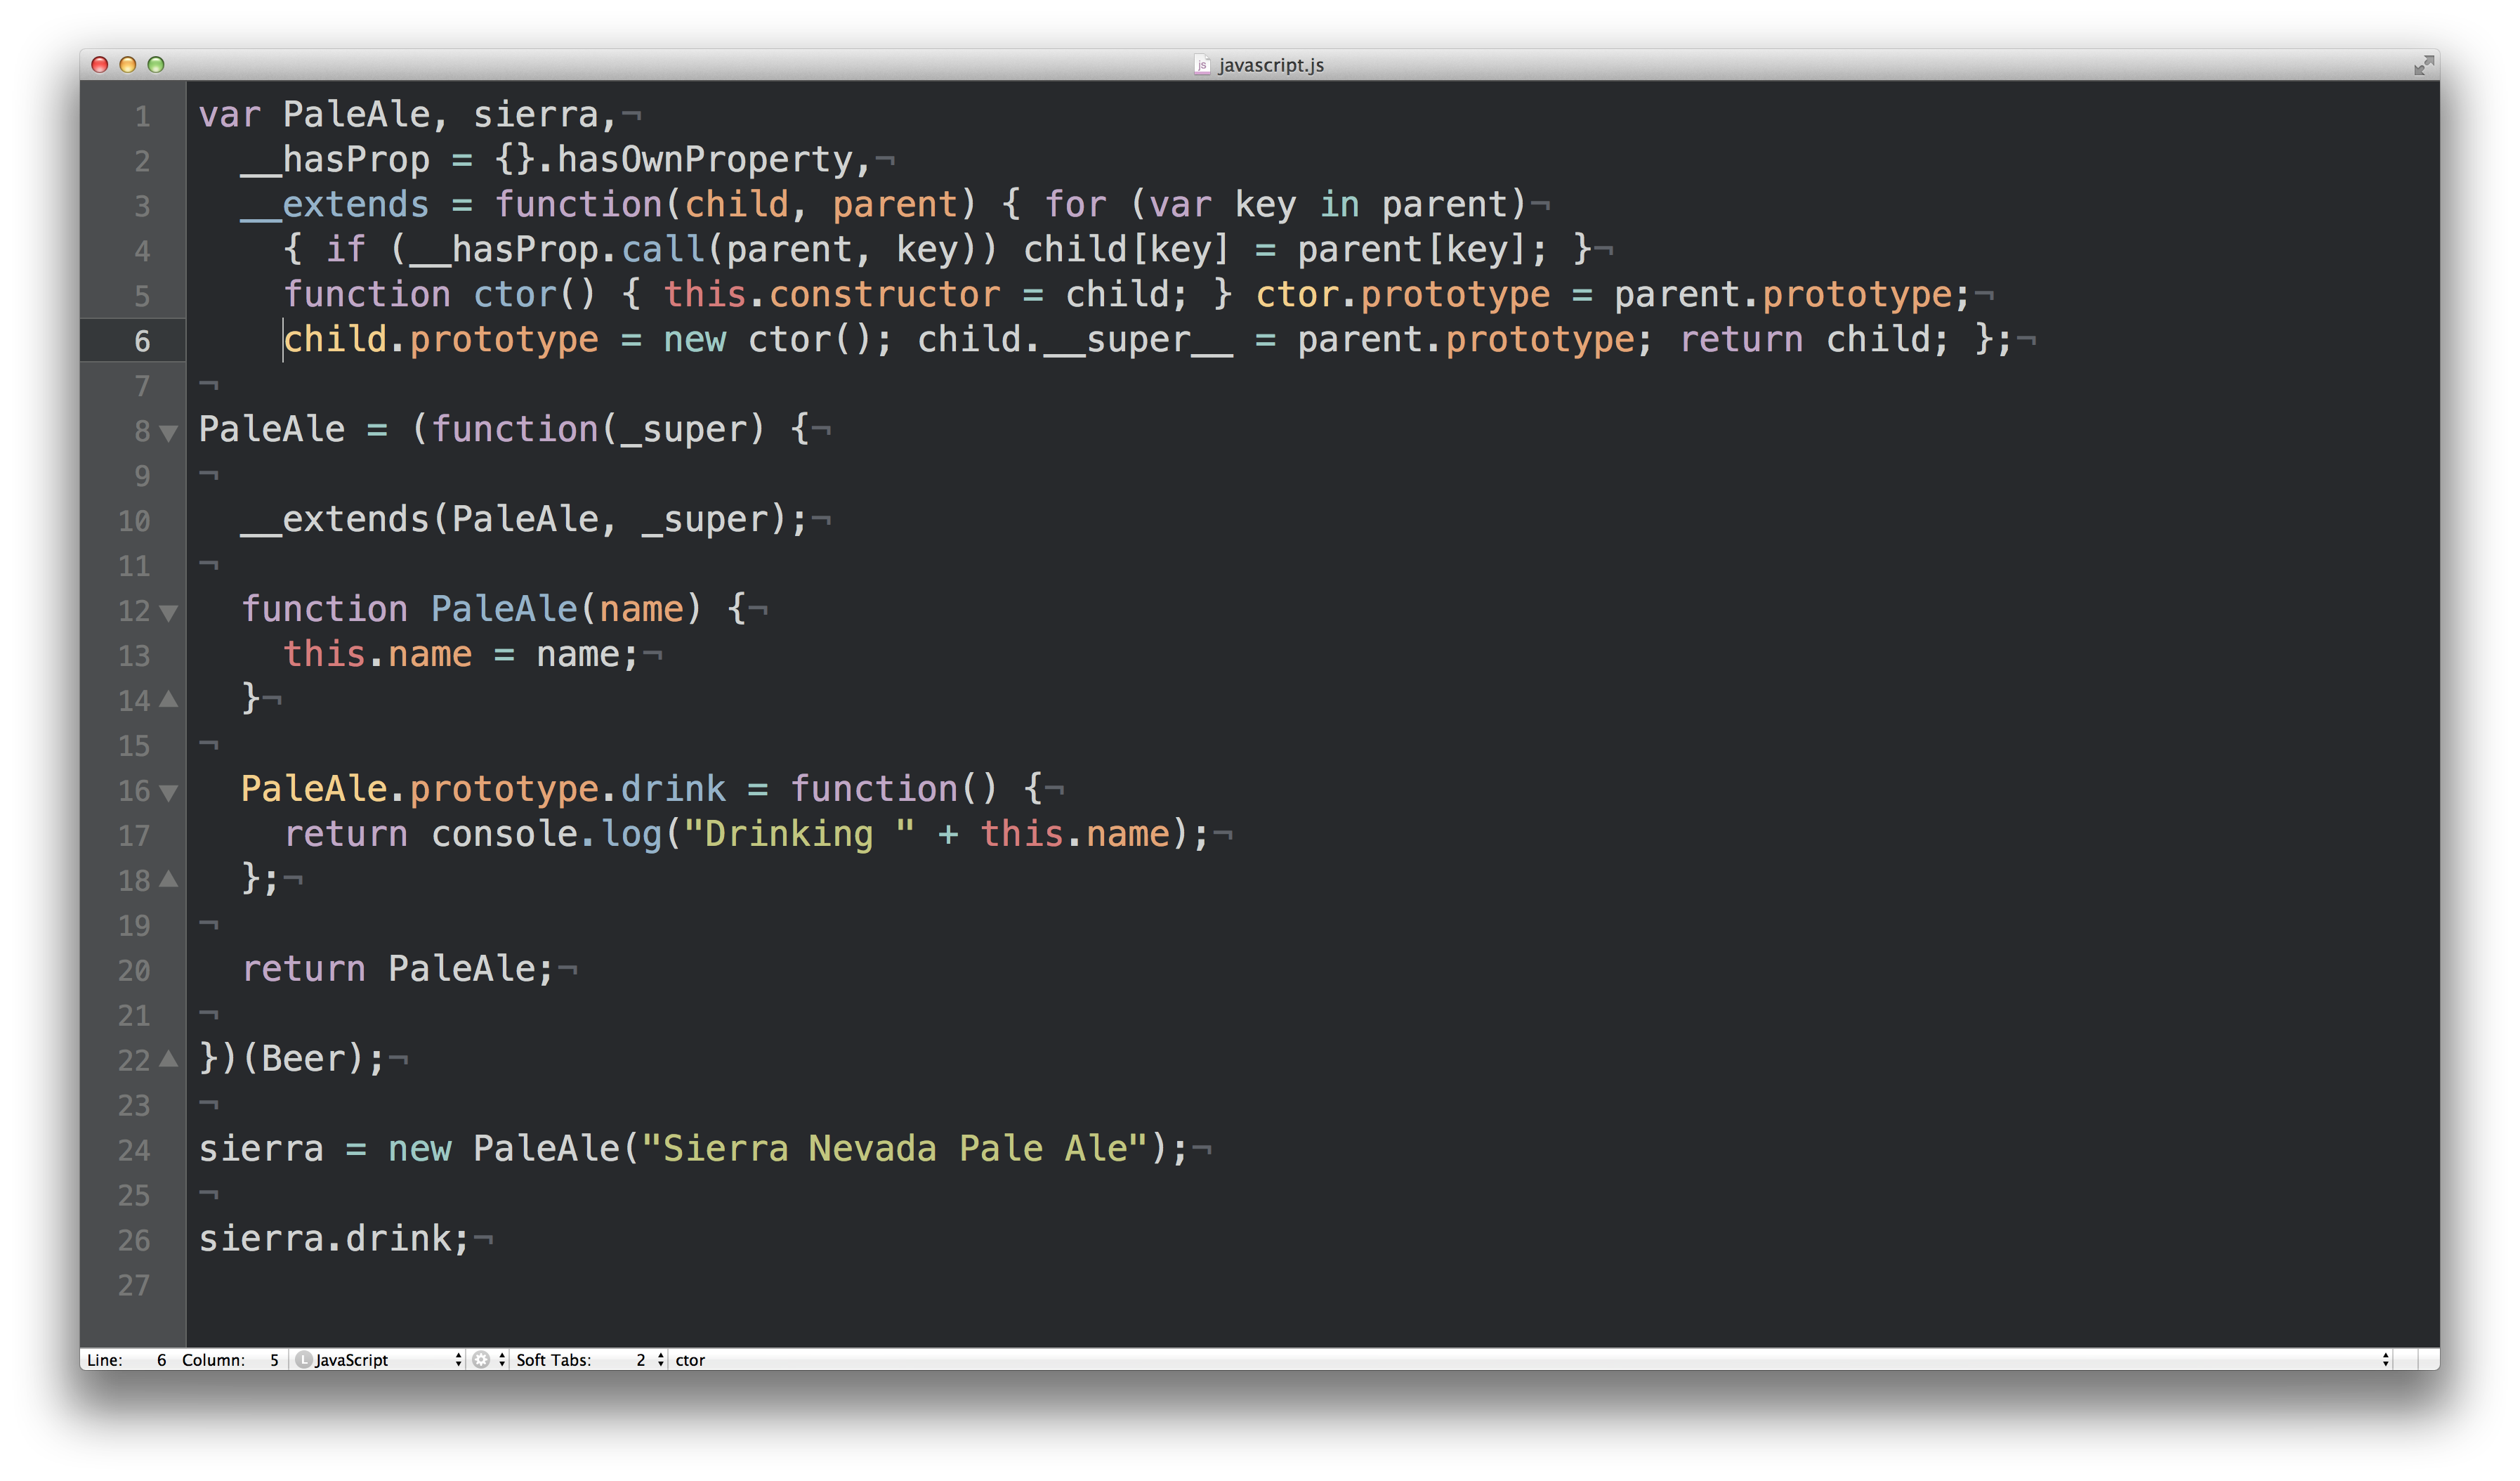 javascript.js
1 var PaleAle, sierra,¬
2   __hasProp = {}.hasOwnProperty,¬
3   __extends = function(child, parent) { for (var key in parent)¬
4     { if (__hasProp.call(parent, key)) child[key] = parent[key]; }¬
5     function ctor() { this.constructor = child; } ctor.prototype = parent.prototype;¬
6     child.prototype = new ctor(); child.__super__ = parent.prototype; return child; };¬
7 ¬
8 PaleAle = (function(_super) {¬
9 ¬
10   __extends(PaleAle, _super);¬
11 ¬
12   function PaleAle(name) {¬
13     this.name = name;¬
14   }¬
15 ¬
16   PaleAle.prototype.drink = function() {¬
17     return console.log("Drinking " + this.name);¬
18   };¬
19 ¬
20   return PaleAle;¬
21 ¬
22 })(Beer);¬
23 ¬
24 sierra = new PaleAle("Sierra Nevada Pale Ale");¬
25 ¬
26 sierra.drink;¬
27
Line: 6 Column: 5 L JavaScript Soft Tabs: 2 ctor